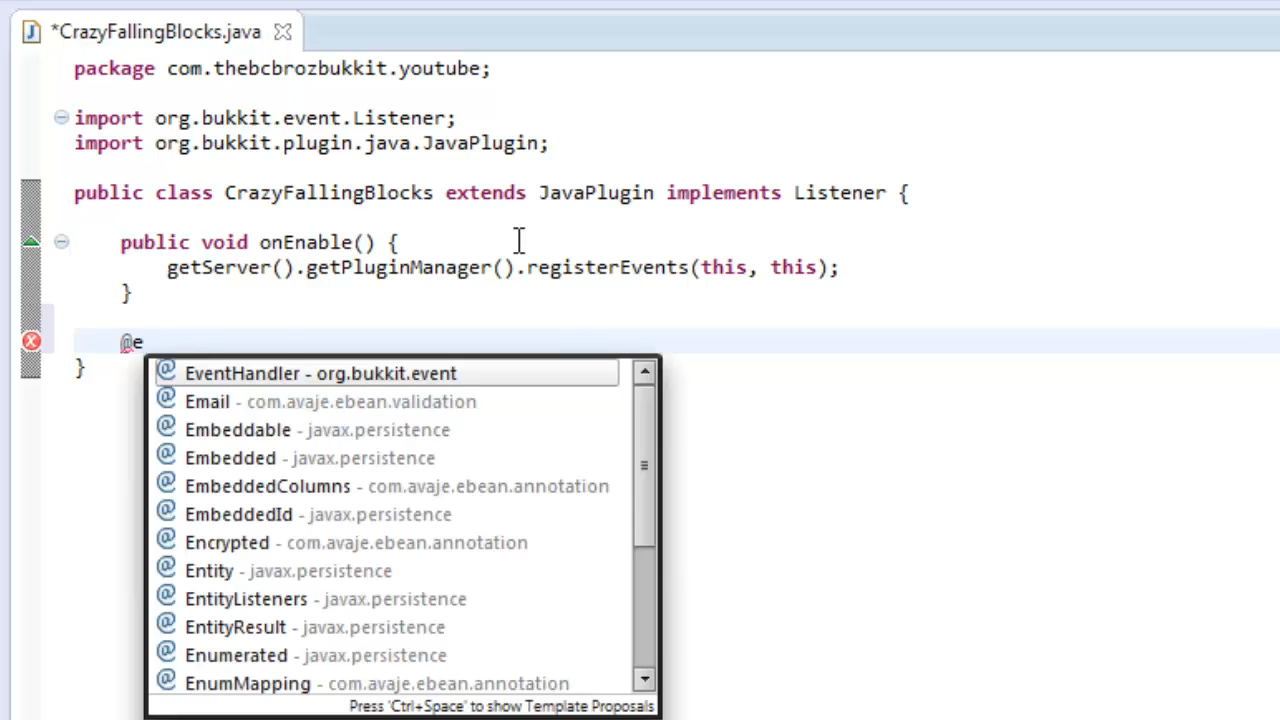 *CrazyFallingBlocks.java
package com.thebcbrozbukkit.youtube;
import org.bukkit.event.Listener;
import org.bukkit.plugin.java.JavaPlugin;
public class CrazyFallingBlocks extends JavaPlugin implements Listener {
public void onEnable() {
getServer().getPluginManager().registerEvents(this, this);
}
@e
}
EventHandler - org.bukkit.event
Email - com.avaje.ebean.validation
Embeddable - javax.persistence
Embedded - javax.persistence
EmbeddedColumns - com.avaje.ebean.annotation
EmbeddedId - javax.persistence
Encrypted - com.avaje.ebean.annotation
Entity - javax.persistence
EntityListeners - javax.persistence
EntityResult - javax.persistence
Enumerated - javax.persistence
EnumMapping - com.avaje.ebean.annotation
Press 'Ctrl+Space' to show Template Proposals